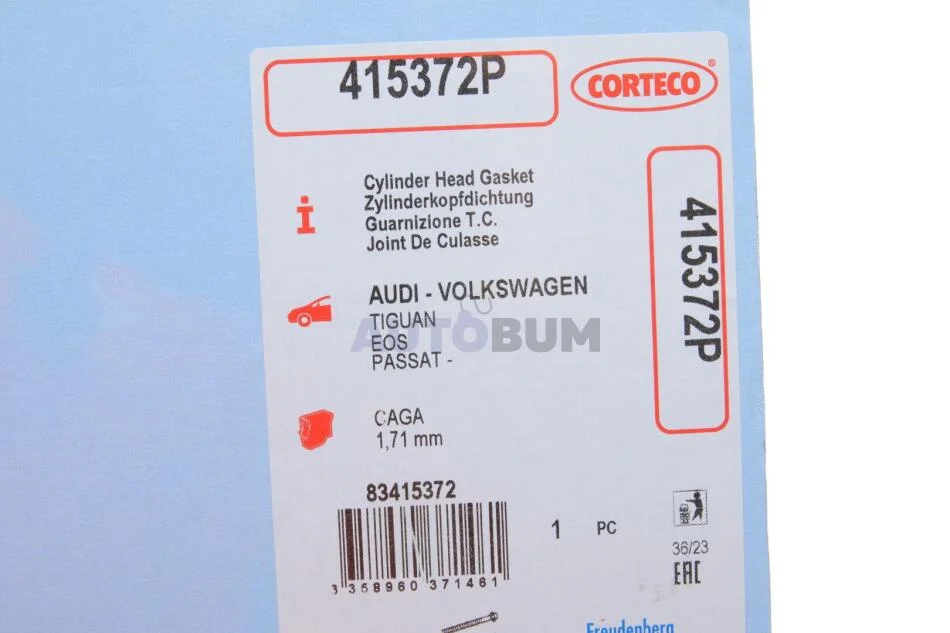 415372P
CORTECO®
415372P
Cylinder Head Gasket
Zylinderkopfdichtung
Guarnizione T.C.
Joint De Culasse
AUDI - VOLKSWAGEN
TIGUAN
EOS
PASSAT -
AUTOBUM
CAGA
1,71 mm
83415372
1 PC
36/23
EAC
3 358960 371461
Freudenberg